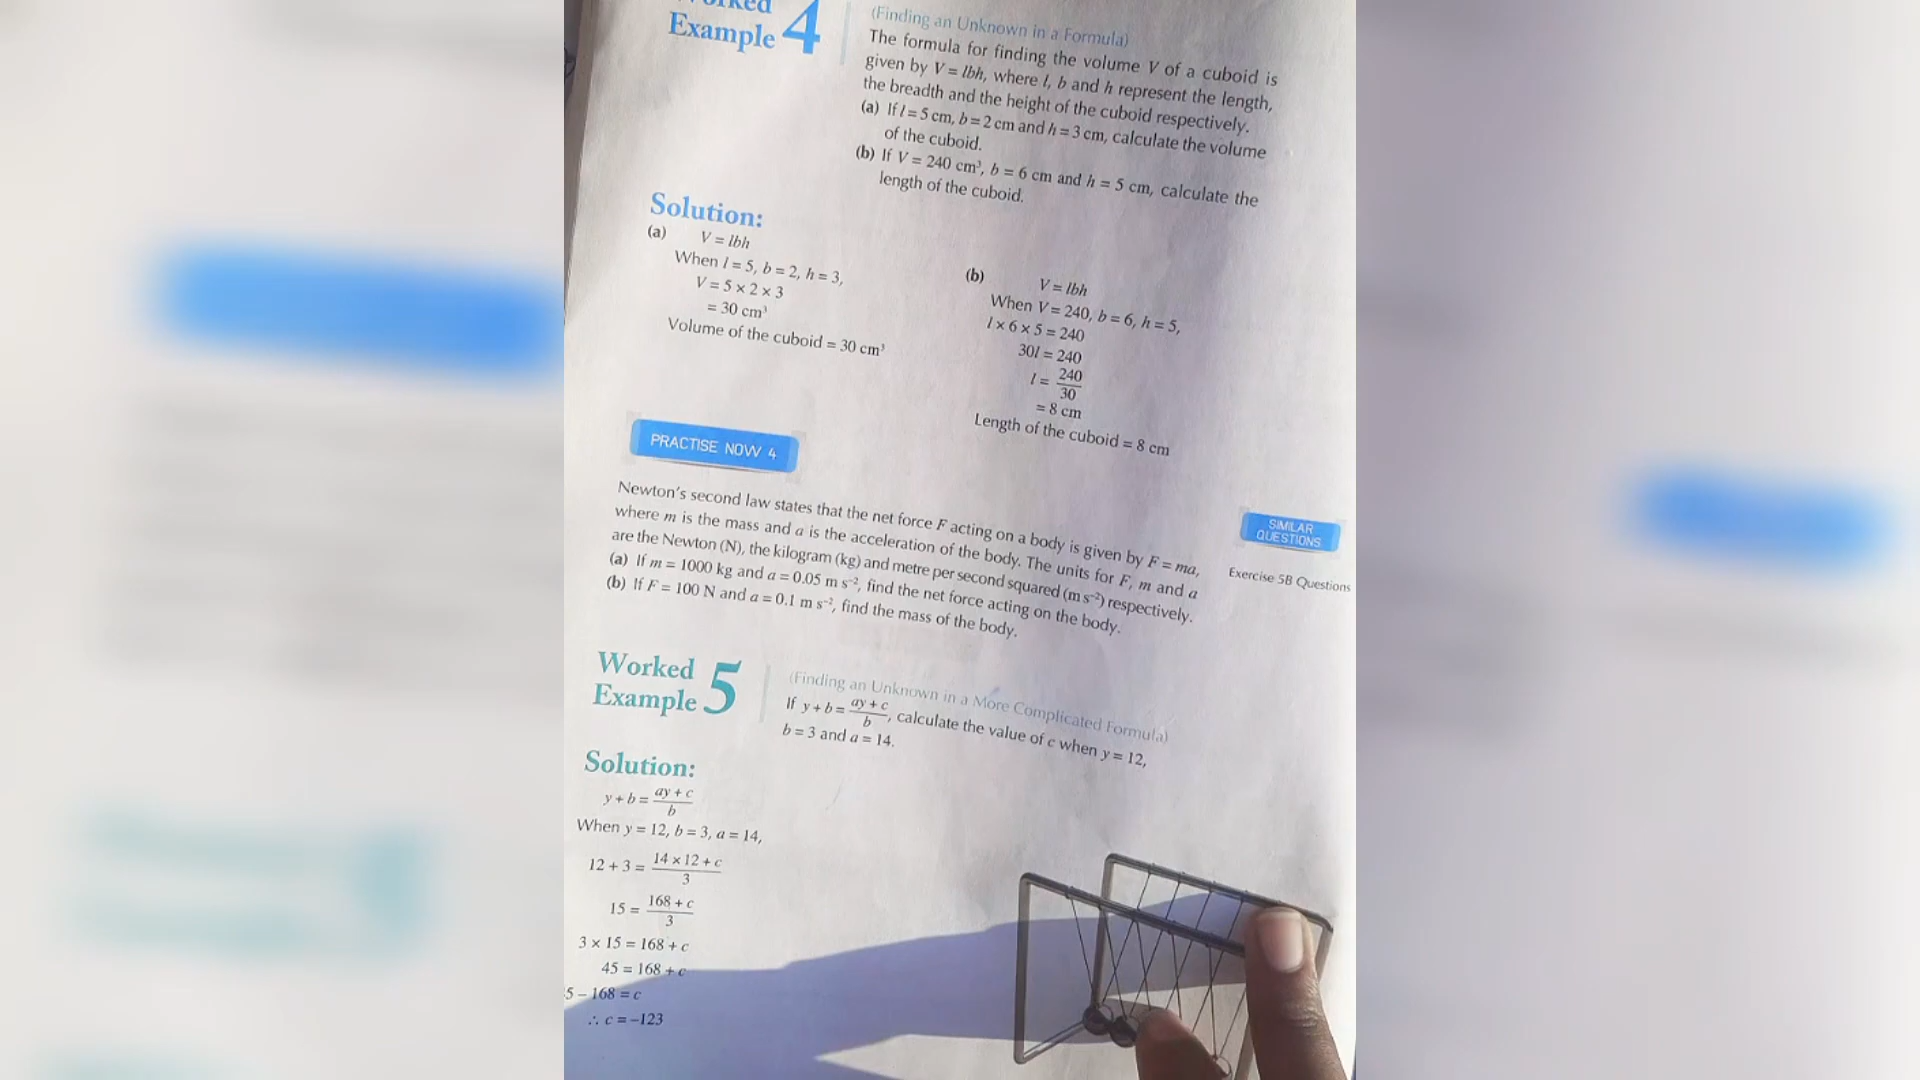 Example 4
(Finding an Unknown in a Formula)
The formula for finding the volume V of a cuboid is
given by V = lbh, where l, b and h represent the length,
the breadth and the height of the cuboid respectively.
(a) If l = 5 cm, b = 2 cm and h = 3 cm, calculate the volume
of the cuboid.
(b) If V = 240 cm³, b = 6 cm and h = 5 cm, calculate the
length of the cuboid.
Solution:
(a) V = lbh
When l = 5, b = 2, h = 3,
V = 5 × 2 × 3
= 30 cm³
Volume of the cuboid = 30 cm³
(b) V = lbh
When V = 240, b = 6, h = 5,
l × 6 × 5 = 240
30l = 240
l = 240/30
= 8 cm
Length of the cuboid = 8 cm
PRACTISE NOW 4
Newton's second law states that the net force F acting on a body is given by F = ma,
where m is the mass and a is the acceleration of the body. The units for F, m and a
are the Newton (N), the kilogram (kg) and metre per second squared (m s⁻²) respectively.
(a) If m = 1000 kg and a = 0.05 m s⁻², find the net force acting on the body.
(b) If F = 100 N and a = 0.1 m s⁻², find the mass of the body.
SIMILAR
QUESTIONS
Exercise 5B Questions
Worked
Example 5
(Finding an Unknown in a More Complicated Formula)
If y + b = (ay + c)/b, calculate the value of c when y = 12,
b = 3 and a = 14.
Solution:
y + b = (ay + c)/b
When y = 12, b = 3, a = 14,
12 + 3 = (14 × 12 + c)/3
15 = (168 + c)/3
3 × 15 = 168 + c
45 = 168 + c
5 – 168 = c
∴ c = –123